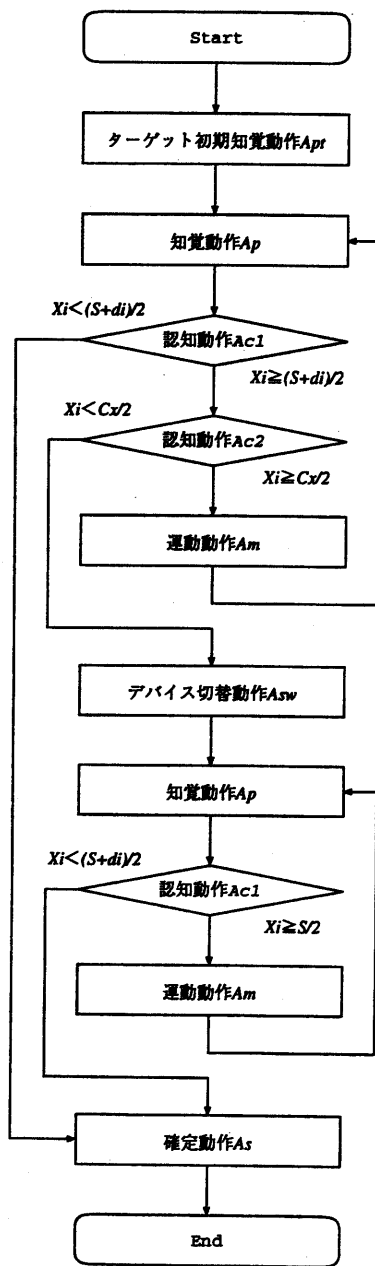 Start
ターゲット初期知覚動作Apt
知覚動作Ap
Xi<(S+di)/2
認知動作Ac1
Xi≧(S+di)/2
Xi<Cx/2
認知動作Ac2
Xi≧Cx/2
運動動作Am
デバイス切替動作Asw
知覚動作Ap
Xi<(S+di)/2
認知動作Ac1
Xi≧S/2
運動動作Am
確定動作As
End